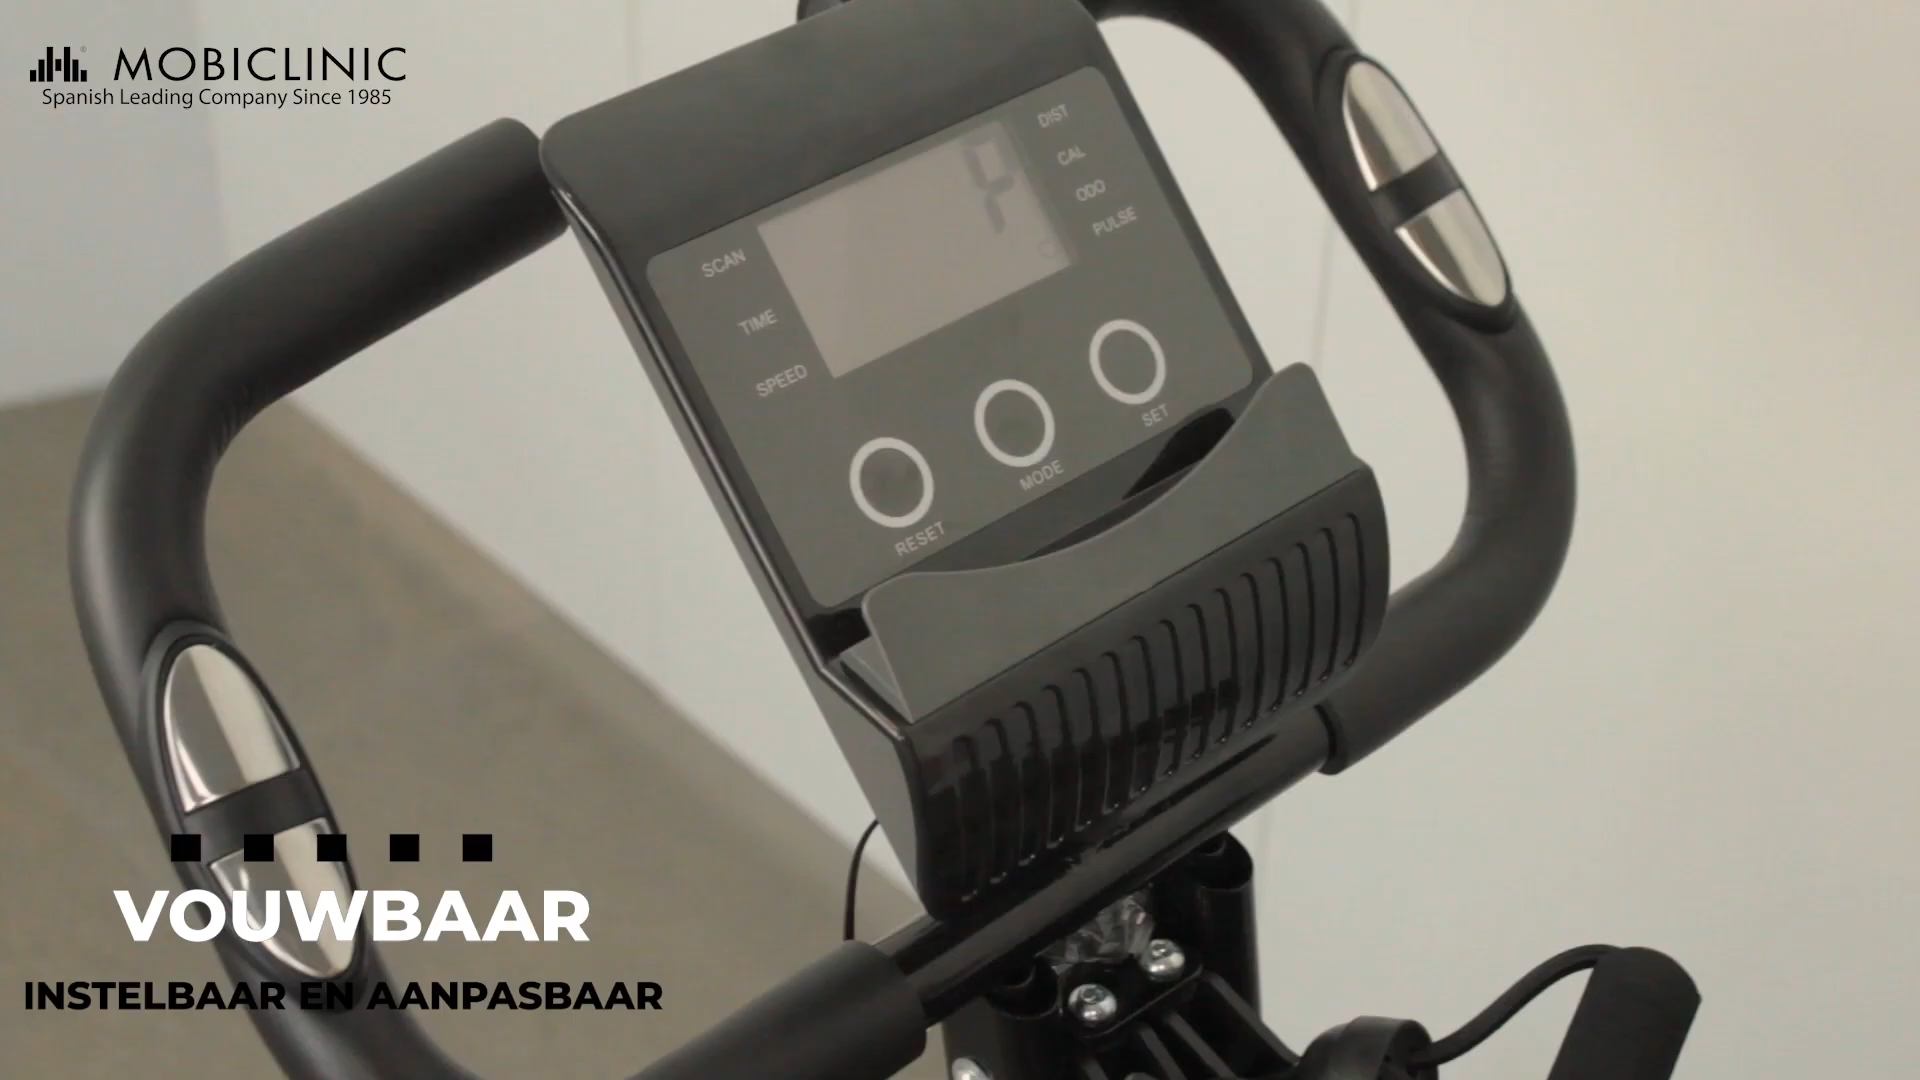 MOBICLINIC
Spanish Leading Company Since 1985
DIST
CAL
ODO
PULSE
SCAN
TIME
SPEED
SET
MODE
RESET
VOUWBAAR
INSTELBAAR EN AANPASBAAR